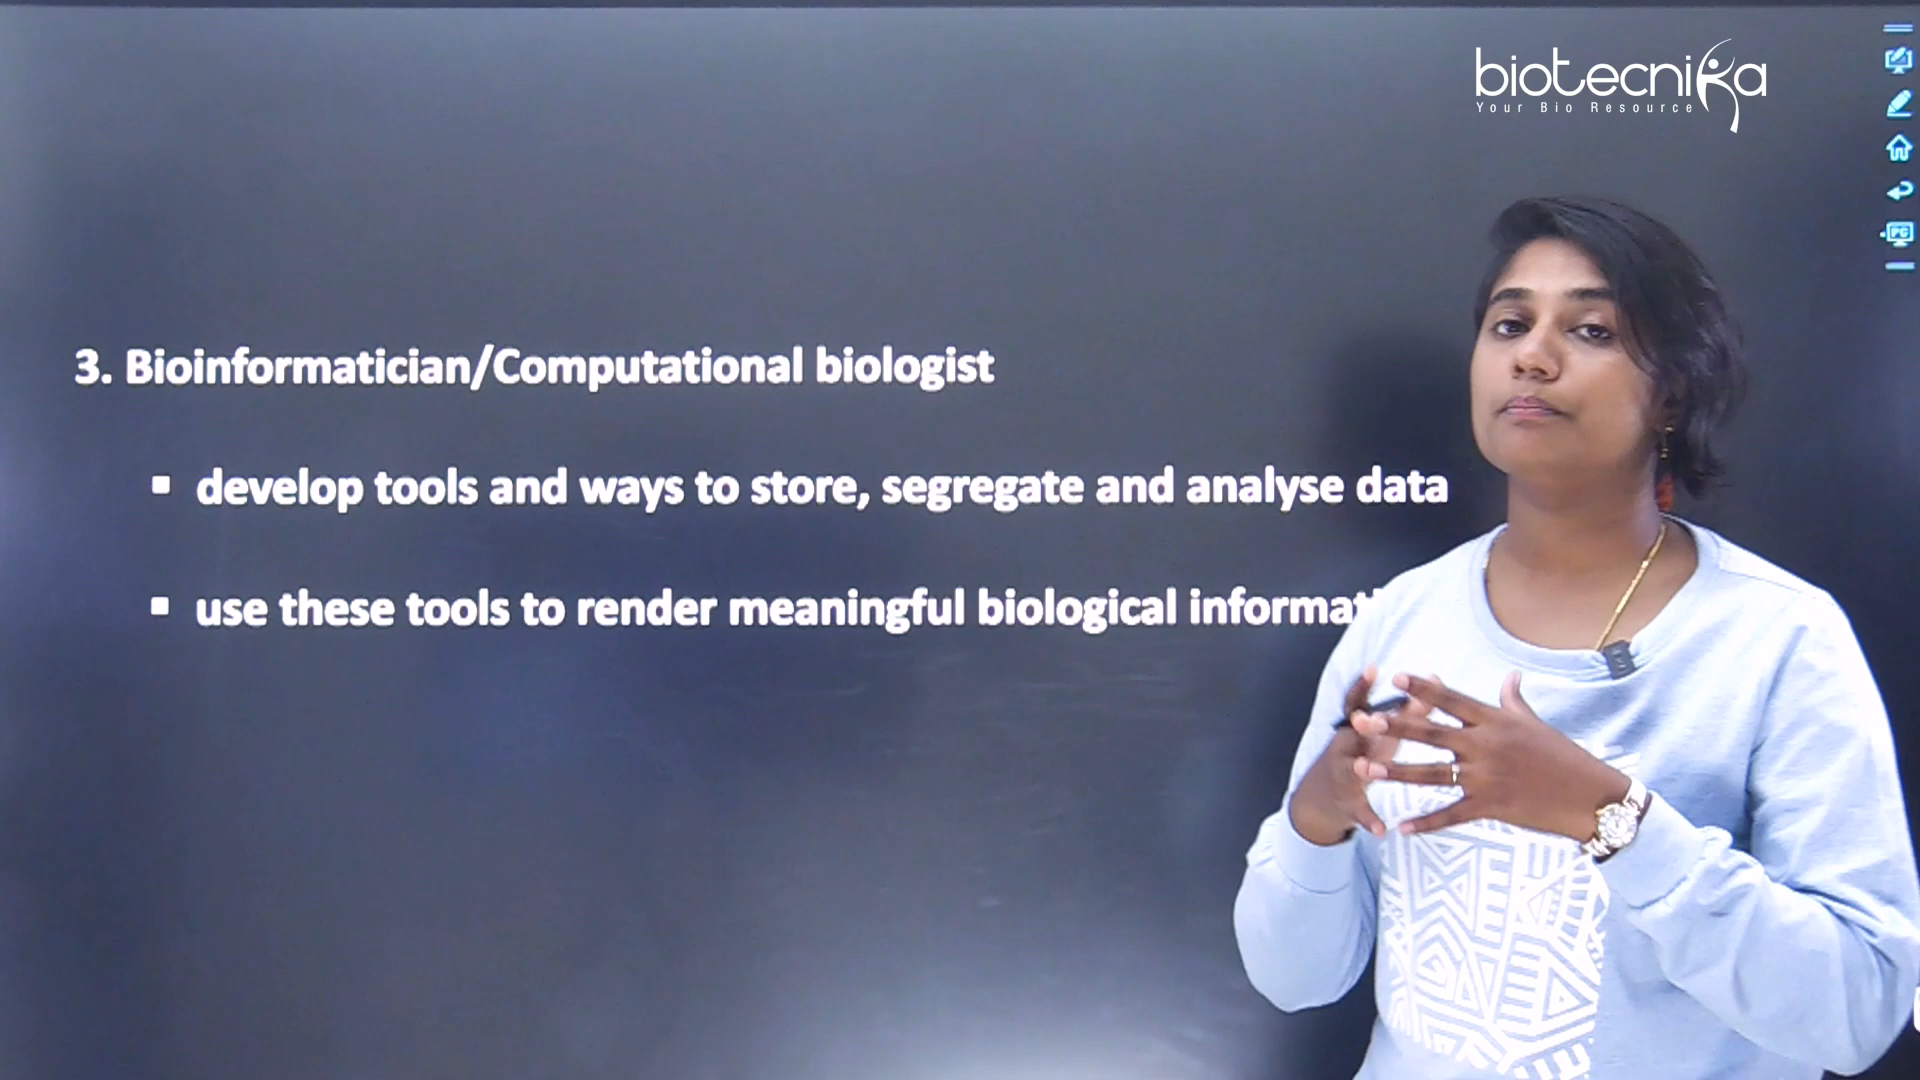 biotecnika
Your Bio Resource
PC
3. Bioinformatician/Computational biologist
▪ develop tools and ways to store, segregate and analyse data
▪ use these tools to render meaningful biological